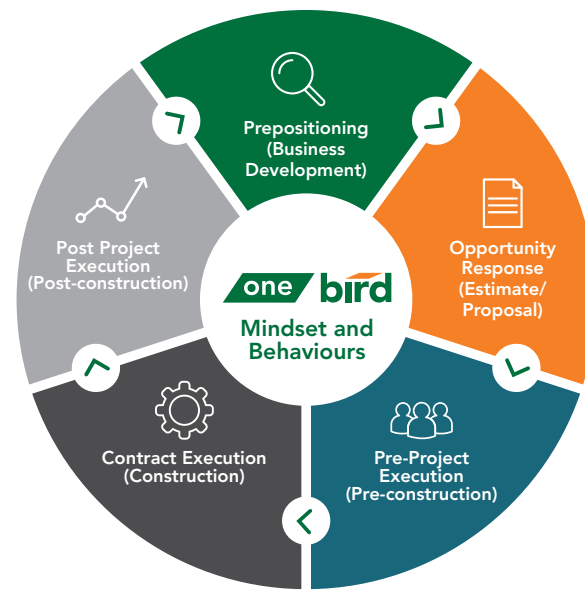 Prepositioning
(Business
Development)
Opportunity
Response
(Estimate/
Proposal)
Pre-Project
Execution
(Pre-construction)
Contract Execution
(Construction)
Post Project
Execution
(Post-construction)
one bird
Mindset and
Behaviours